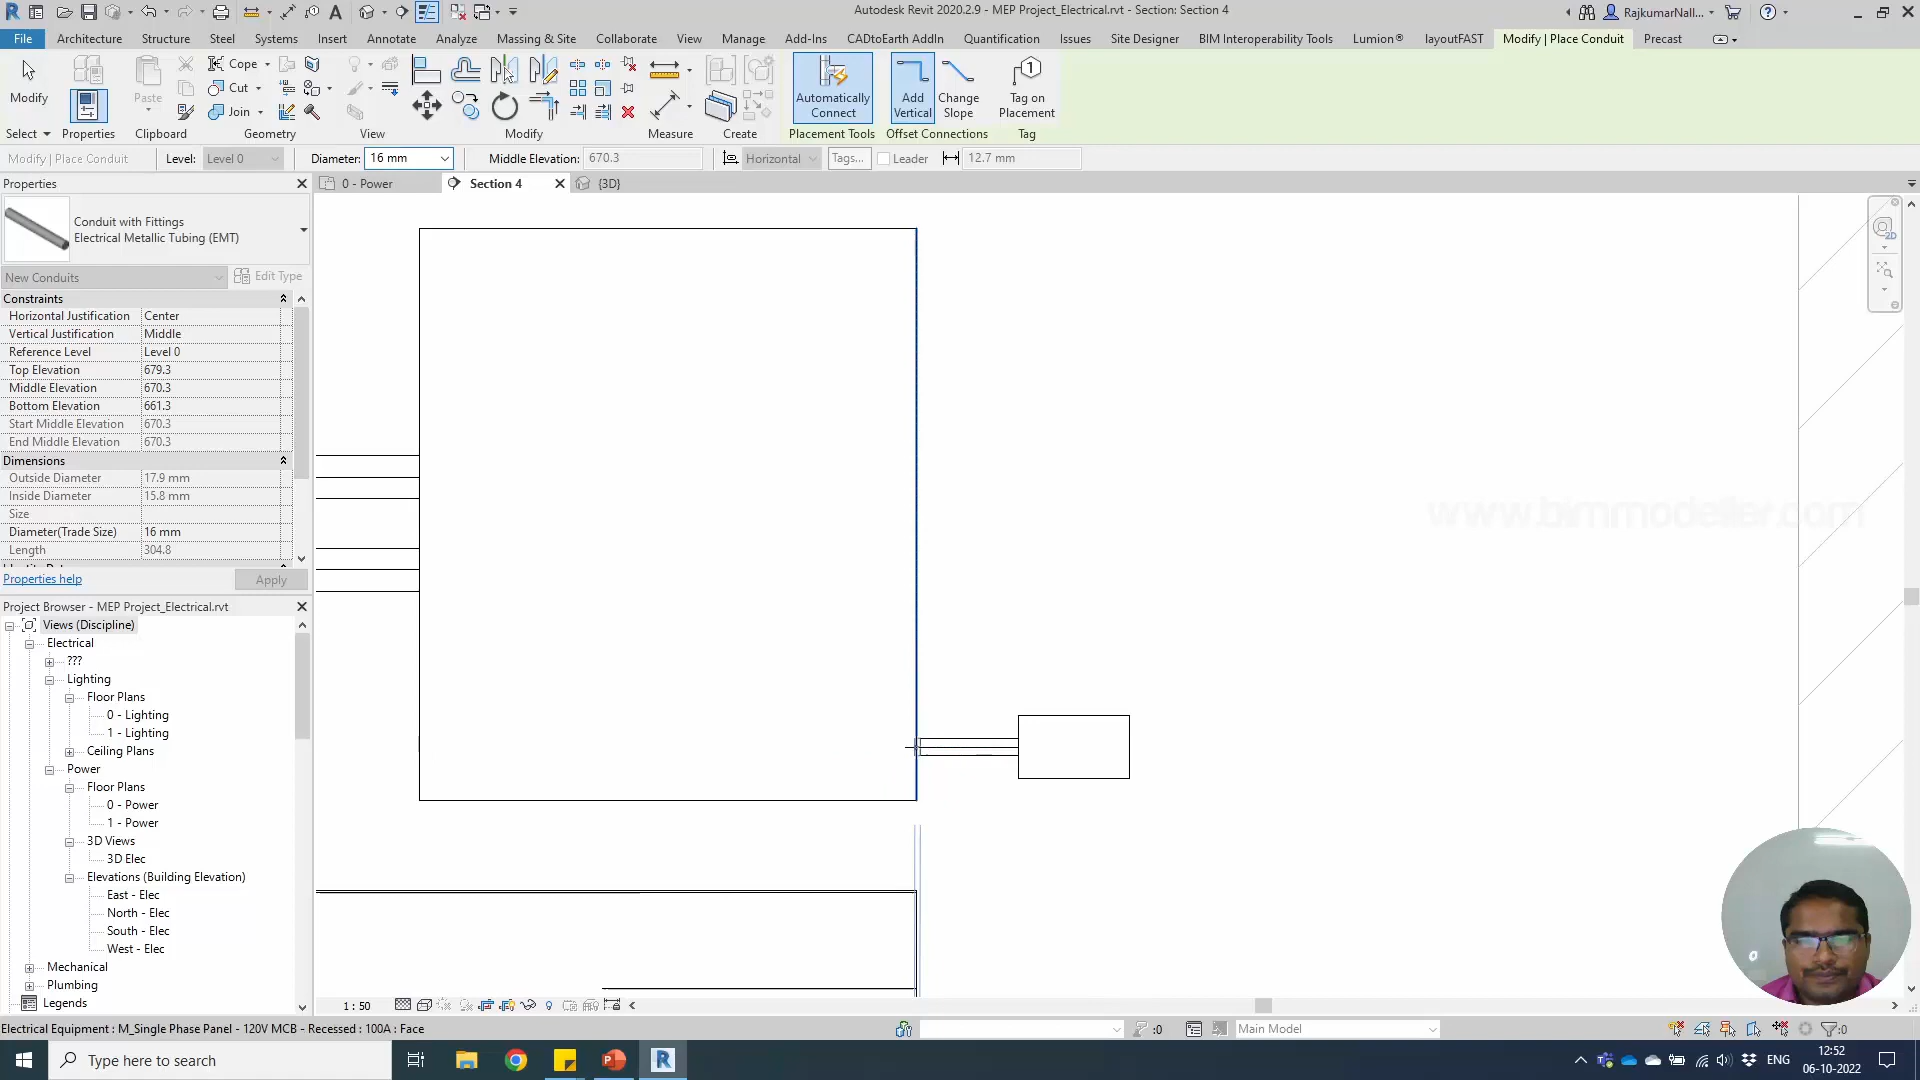 Autodesk Revit 2020.2.9 - MEP Project_Electrical.rvt - Section: Section 4
RajkumarNall...
File Architecture Structure Steel Systems Insert Annotate Analyze Massing & Site Collaborate View Manage Add-Ins CADtoEarth AddIn Quantification Issues Site Designer BIM Interoperability Tools Lumion® layoutFAST Modify | Place Conduit Precast
Cope
Cut
Join
Modify
Paste
Automatically Connect
Add Vertical
Change Slope
Tag on Placement
Select Properties Clipboard Geometry View Modify Measure Create Placement Tools Offset Connections Tag
Modify | Place Conduit Level: Level 0 Diameter: 16 mm Middle Elevation: 670.3 Horizontal Tags... Leader 12.7 mm
Properties
0 - Power Section 4 {3D}
Conduit with Fittings
Electrical Metallic Tubing (EMT)
New Conduits Edit Type
Constraints
Horizontal Justification Center
Vertical Justification Middle
Reference Level Level 0
Top Elevation 679.3
Middle Elevation 670.3
Bottom Elevation 661.3
Start Middle Elevation 670.3
End Middle Elevation 670.3
Dimensions
Outside Diameter 17.9 mm
Inside Diameter 15.8 mm
Size
Diameter(Trade Size) 16 mm
Length 304.8
Properties help Apply
Project Browser - MEP Project_Electrical.rvt
Views (Discipline)
Electrical
???
Lighting
Floor Plans
0 - Lighting
1 - Lighting
Ceiling Plans
Power
Floor Plans
0 - Power
1 - Power
3D Views
3D Elec
Elevations (Building Elevation)
East - Elec
North - Elec
South - Elec
West - Elec
Mechanical
Plumbing
Legends
www.bimmodeller.com
1 : 50
Electrical Equipment : M_Single Phase Panel - 120V MCB - Recessed : 100A : Face
:0 Main Model :0
Type here to search
ENG
12:52
06-10-2022